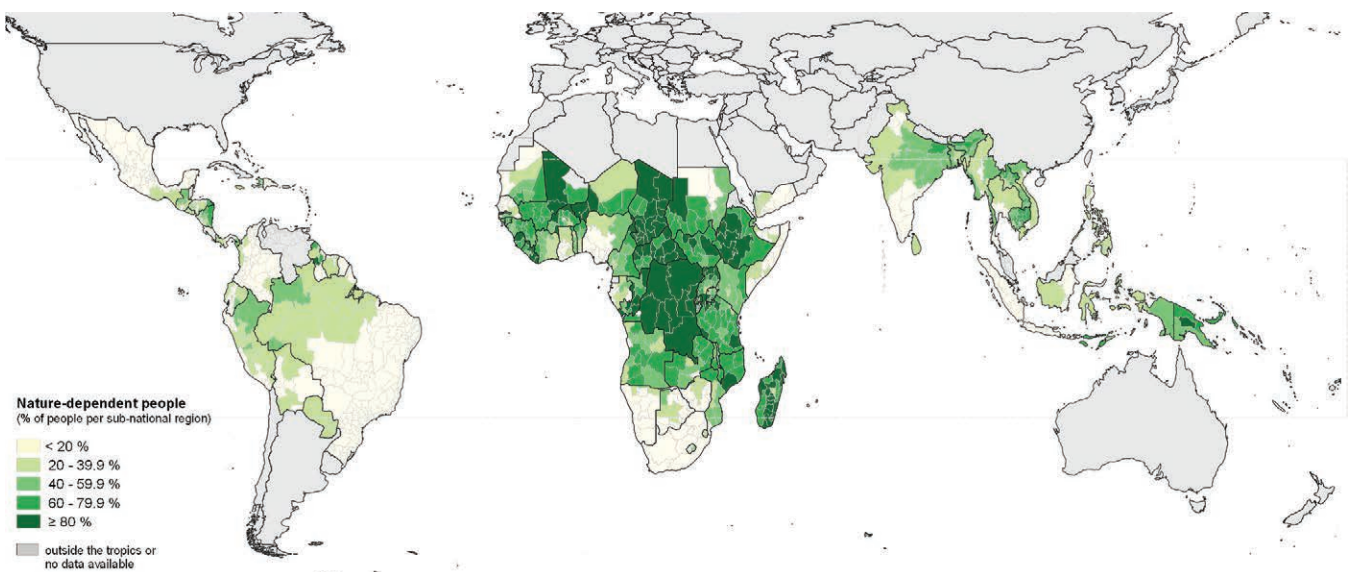 Nature-dependent people
(% of people per sub-national region)
< 20 %
20 - 39.9 %
40 - 59.9 %
60 - 79.9 %
≥ 80 %
outside the tropics or
no data available